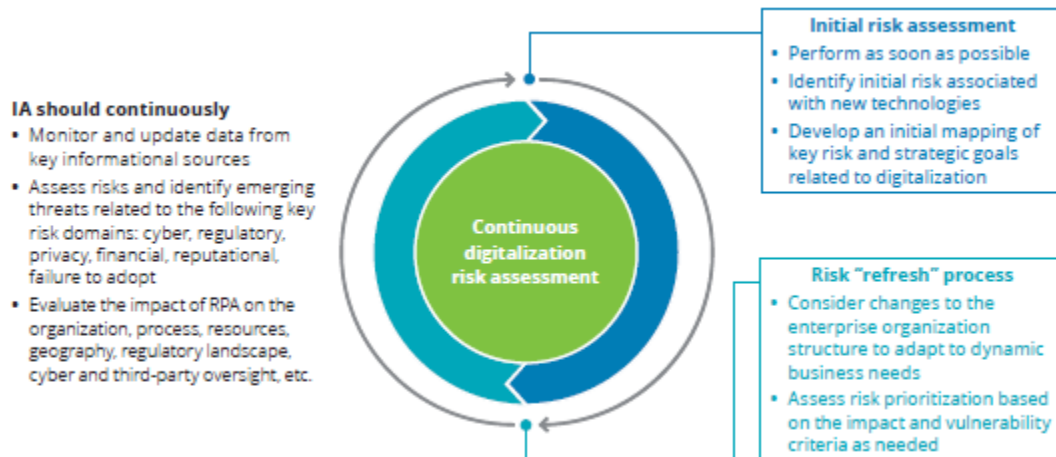 IA should continuously
• Monitor and update data from
key informational sources
• Assess risks and identify emerging
threats related to the following key
risk domains: cyber, regulatory,
privacy, financial, reputational,
failure to adopt
• Evaluate the impact of RPA on the
organization, process, resources,
geography, regulatory landscape,
cyber and third-party oversight, etc.
Continuous
digitalization
risk assessment
Initial risk assessment
• Perform as soon as possible
• Identify initial risk associated
with new technologies
• Develop an initial mapping of
key risk and strategic goals
related to digitalization
Risk “refresh” process
• Consider changes to the
enterprise organization
structure to adapt to dynamic
business needs
• Assess risk prioritization based
on the impact and vulnerability
criteria as needed